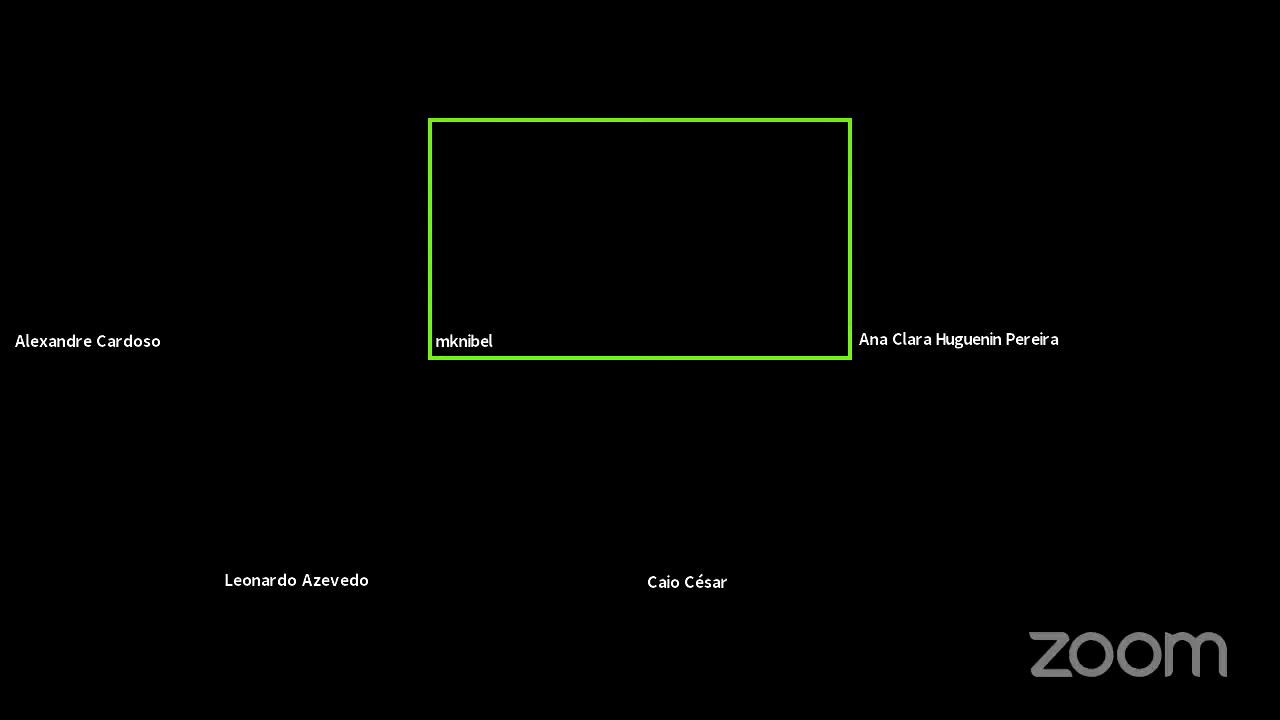 Alexandre Cardoso
mknibel
Ana Clara Huguenin Pereira
Leonardo Azevedo
Caio César
zoom